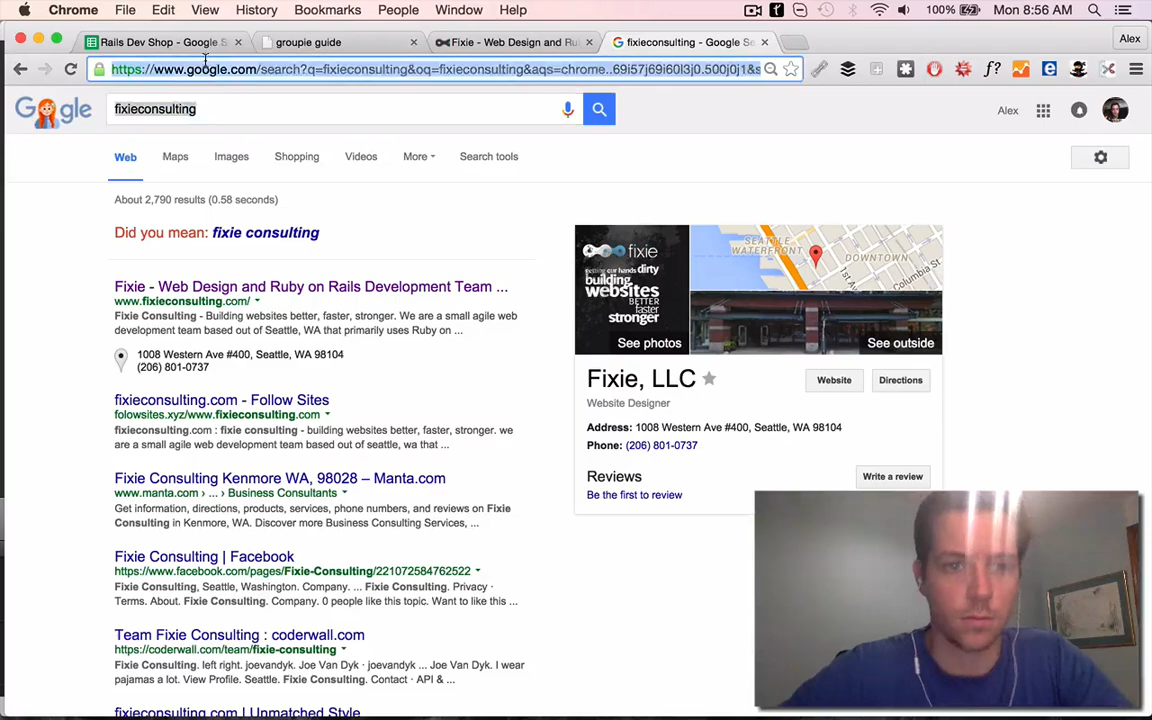 Chrome File Edit View History Bookmarks People Window Help 100% Mon 8:56 AM
Rails Dev Shop - Google S groupie guide Fixie - Web Design and Ru fixieconsulting - Google Se Alex
https://www.google.com/search?q=fixieconsulting&oq=fixieconsulting&aqs=chrome..69i57j69i60l3j0.500j0j1&s
Google fixieconsulting Alex
Web Maps Images Shopping Videos More Search tools
About 2,790 results (0.58 seconds)
Did you mean: fixie consulting
Fixie - Web Design and Ruby on Rails Development Team ...
www.fixieconsulting.com/
Fixie Consulting - Building websites better, faster, stronger. We are a small agile web
development team based out of Seattle, WA that primarily uses Ruby on ...
1008 Western Ave #400, Seattle, WA 98104
(206) 801-0737
fixieconsulting.com - Follow Sites
folowsites.xyz/www.fixieconsulting.com
fixieconsulting.com : fixie consulting - building websites better, faster, stronger. we
are a small agile web development team based out of seattle, wa that ...
Fixie Consulting Kenmore WA, 98028 – Manta.com
www.manta.com › ... › Business Consultants
Get information, directions, products, services, phone numbers, and reviews on Fixie
Consulting in Kenmore, WA. Discover more Business Consulting Services, ...
Fixie Consulting | Facebook
https://www.facebook.com/pages/Fixie-Consulting/221072584762522
Fixie Consulting, Seattle, Washington. Company. ... Fixie Consulting. Privacy ·
Terms. About. Fixie Consulting. Company. 0 people like this topic. Want to like this ...
Team Fixie Consulting : coderwall.com
https://coderwall.com/team/fixie-consulting
Fixie Consulting. left right. joevandyk. Joe Van Dyk · joevandyk ... Joe Van Dyk. I wear
pajamas a lot. View Profile. Seattle. Fixie Consulting. Contact · API & ...
fixieconsulting.com | Unmatched Style
fixie
getting our hands dirty
building
websites
BETTER
faster
stronger
See photos
SEATTLE
WATERFRONT
DOWNTOWN
1st Ave
Columbia St
See outside
Fixie, LLC
Website Directions
Website Designer
Address: 1008 Western Ave #400, Seattle, WA 98104
Phone: (206) 801-0737
Reviews
Write a review
Be the first to review